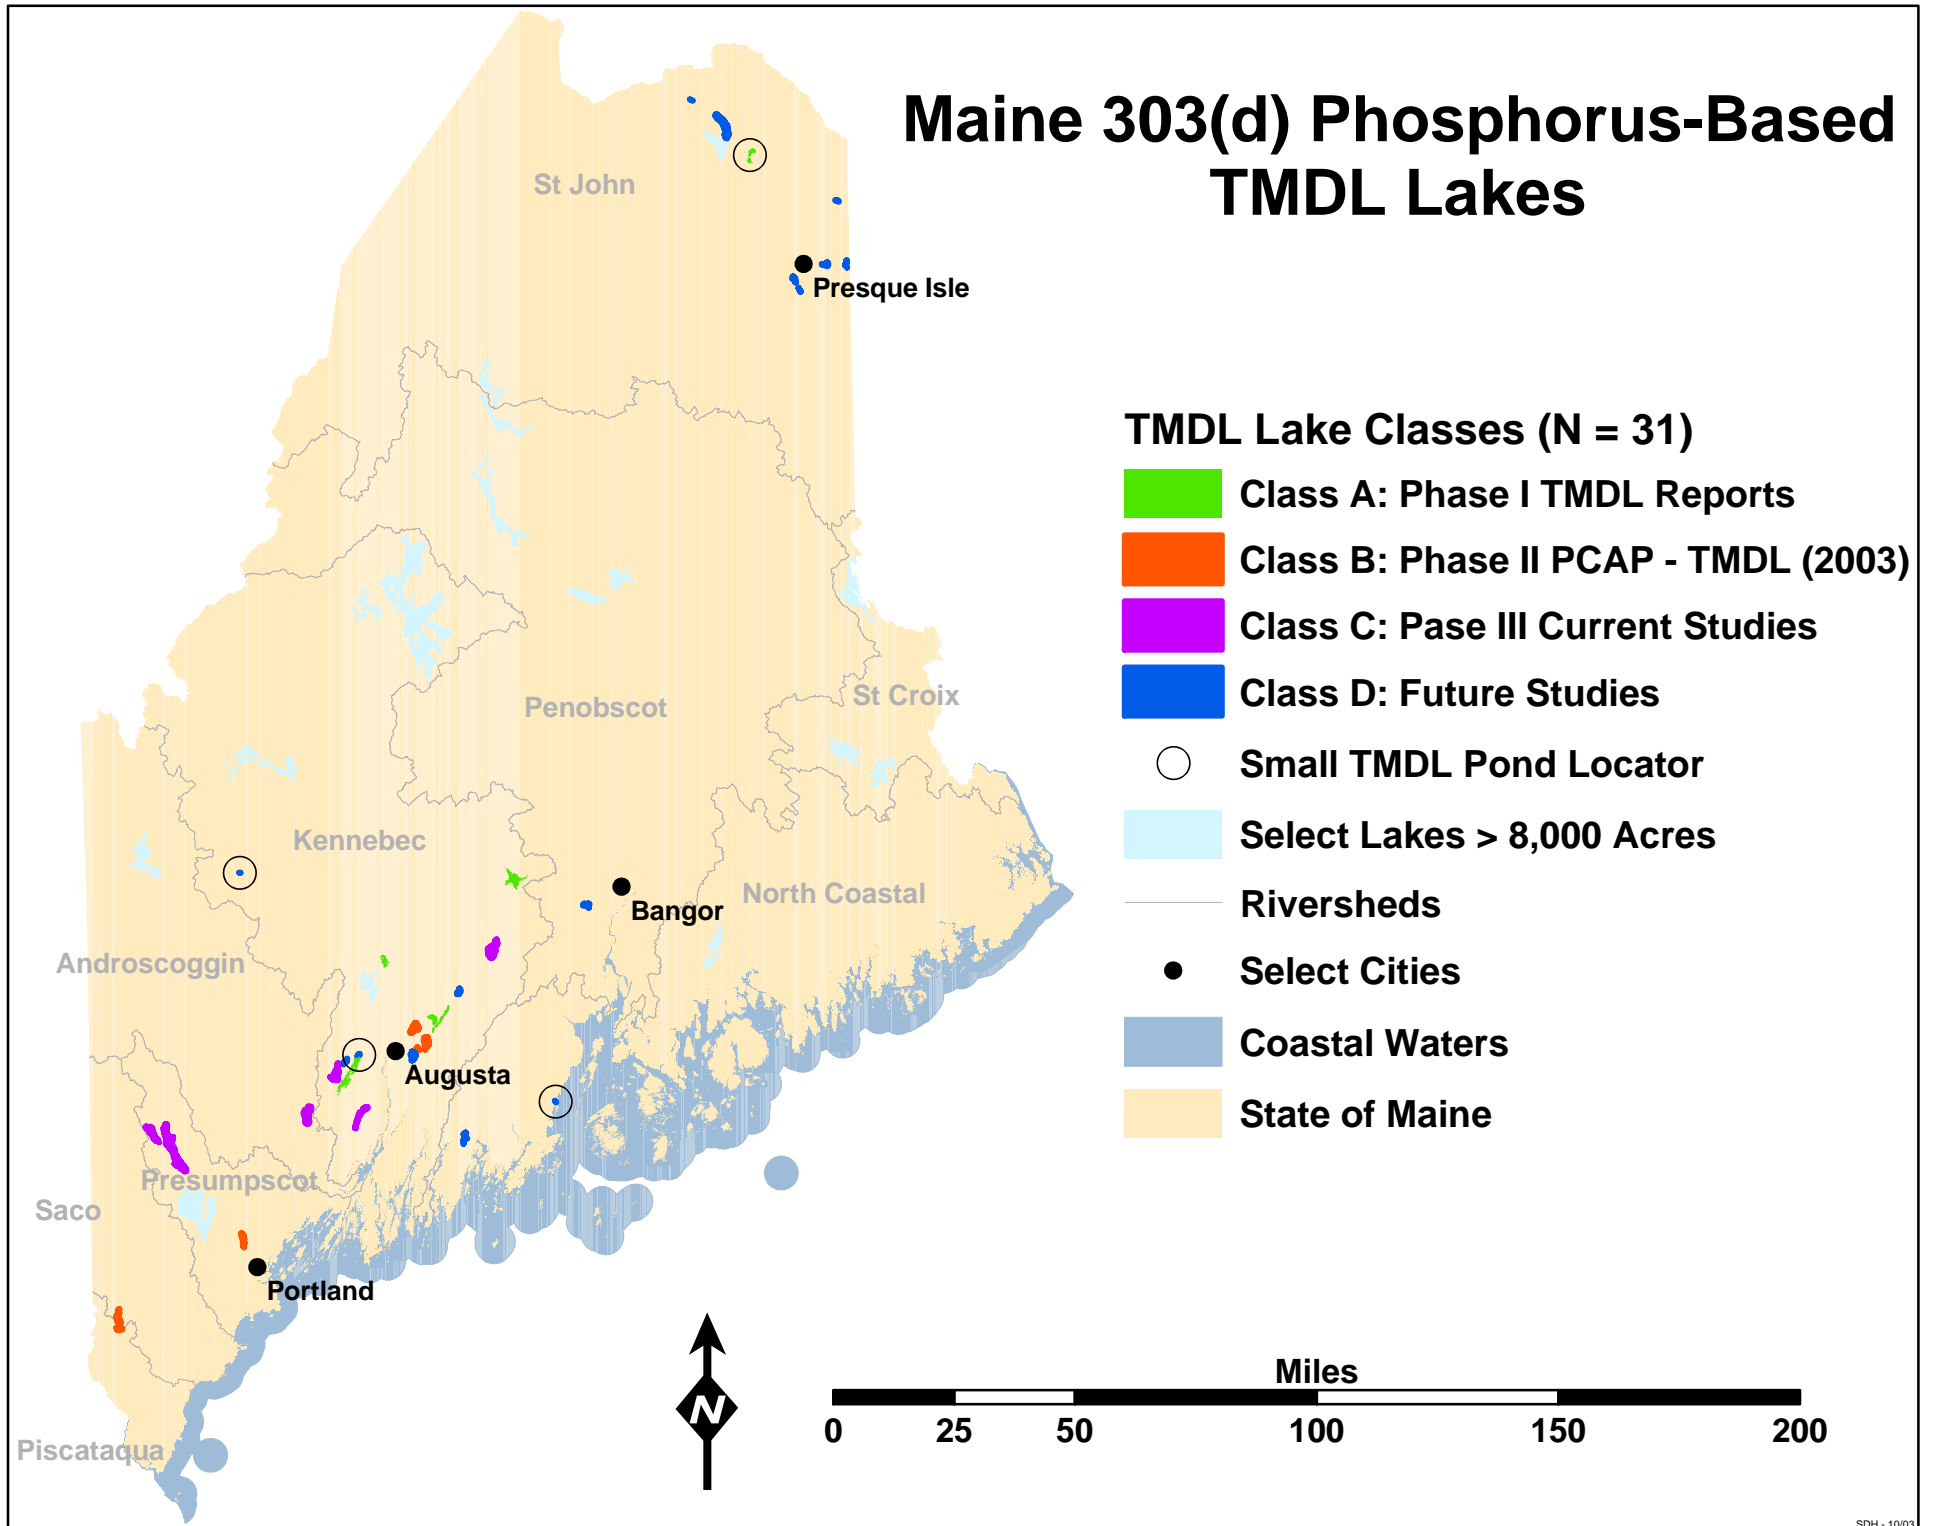 Maine 303(d) Phosphorus-Based
TMDL Lakes
St John
Presque Isle
TMDL Lake Classes (N = 31)
Class A: Phase I TMDL Reports
Class B: Phase II PCAP - TMDL (2003)
Class C: Pase III Current Studies
Class D: Future Studies
Small TMDL Pond Locator
Select Lakes > 8,000 Acres
Riversheds
Select Cities
Coastal Waters
State of Maine
St Croix
Penobscot
Kennebec
North Coastal
Bangor
Androscoggin
Augusta
Presumpscot
Saco
Portland
Piscataqua
N
Miles
0 25 50 100 150 200
SDH - 10/03